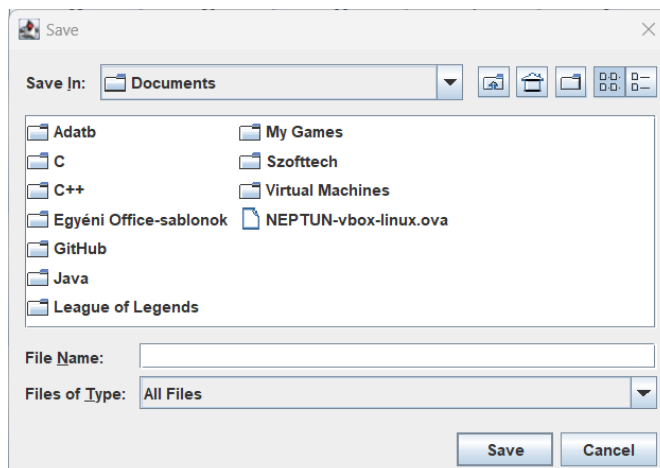 Save
Save In: Documents
Adatb
C
C++
Egyéni Office-sablonok
GitHub
Java
League of Legends
My Games
Szofttech
Virtual Machines
NEPTUN-vbox-linux.ova
File Name:
Files of Type: All Files
Save Cancel